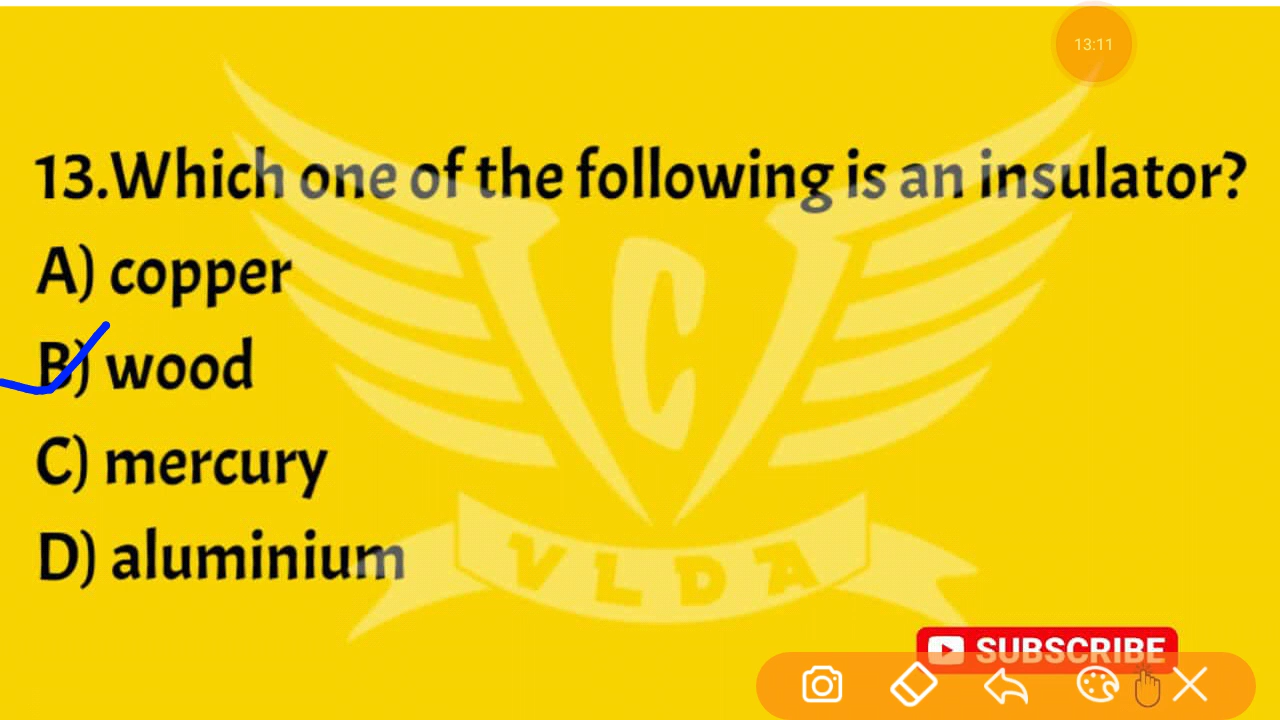 13:11
13.Which one of the following is an insulator?
A) copper
B) wood
C) mercury
D) aluminium
C
VLDA
SUBSCRIBE